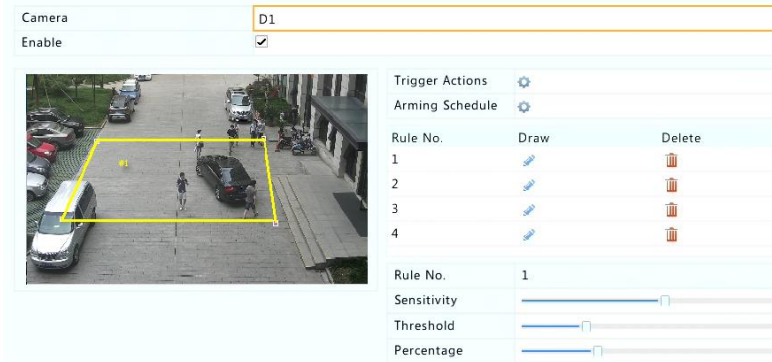 Camera D1
Enable
Trigger Actions
Arming Schedule
#1
Rule No. Draw Delete
1
2
3
4
Rule No. 1
Sensitivity
Threshold
Percentage